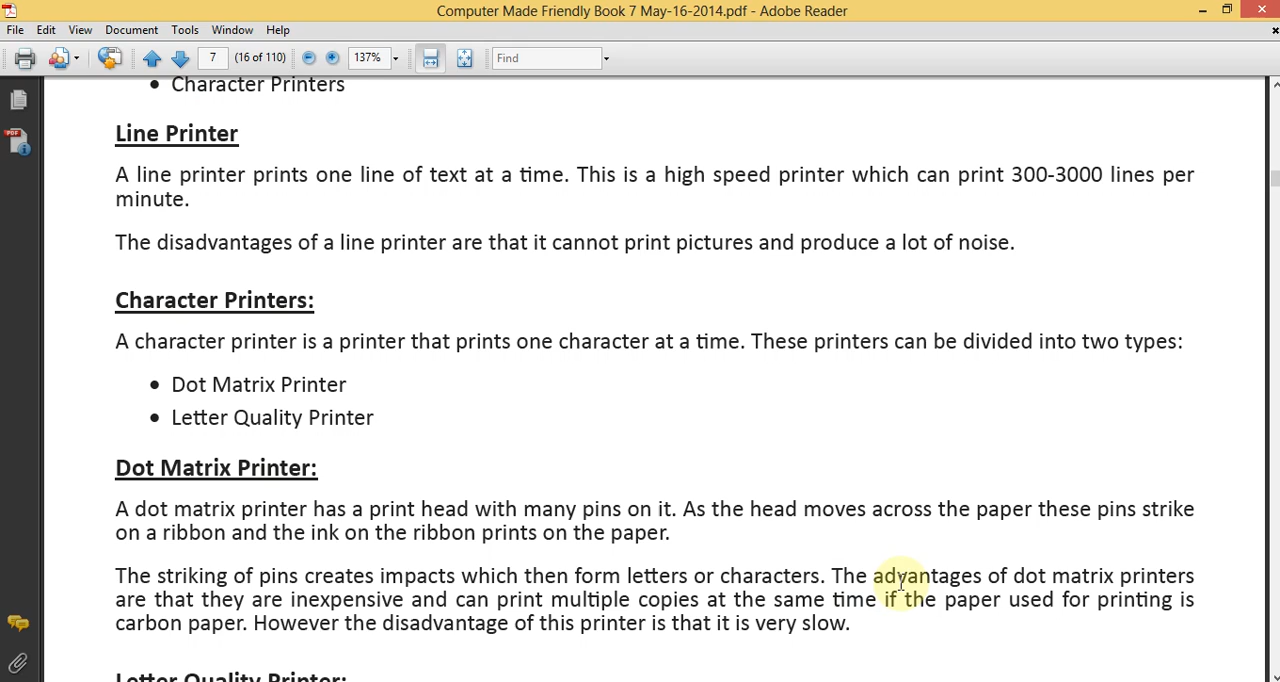 Computer Made Friendly Book 7 May-16-2014.pdf - Adobe Reader
File Edit View Document Tools Window Help
7 (16 of 110) 137% Find
• Character Printers
Line Printer
A line printer prints one line of text at a time. This is a high speed printer which can print 300-3000 lines per
minute.
The disadvantages of a line printer are that it cannot print pictures and produce a lot of noise.
Character Printers:
A character printer is a printer that prints one character at a time. These printers can be divided into two types:
• Dot Matrix Printer
• Letter Quality Printer
Dot Matrix Printer:
A dot matrix printer has a print head with many pins on it. As the head moves across the paper these pins strike
on a ribbon and the ink on the ribbon prints on the paper.
The striking of pins creates impacts which then form letters or characters. The advantages of dot matrix printers
are that they are inexpensive and can print multiple copies at the same time if the paper used for printing is
carbon paper. However the disadvantage of this printer is that it is very slow.
Letter Quality Printer: